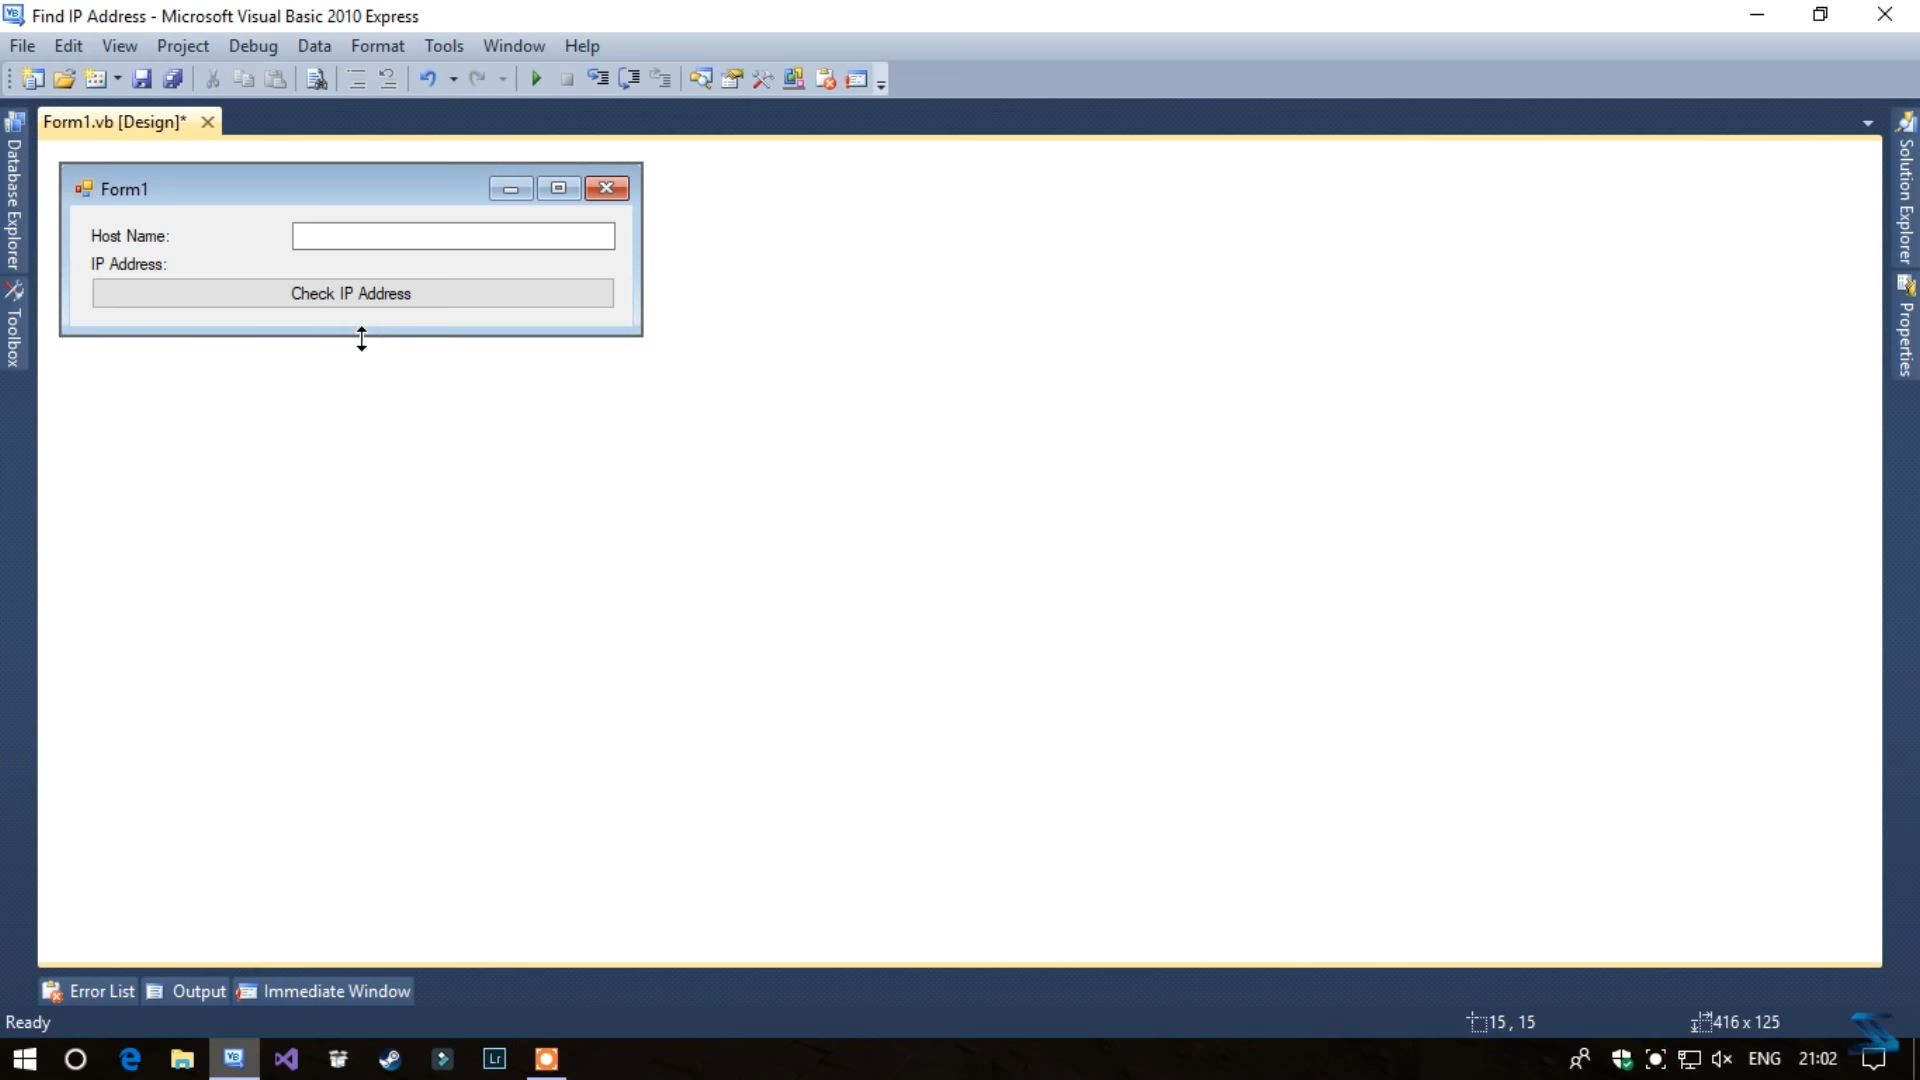 Find IP Address - Microsoft Visual Basic 2010 Express
File Edit View Project Debug Data Format Tools Window Help
Form1.vb [Design]*
Database Explorer
Toolbox
Solution Explorer
Properties
Form1
Host Name:
IP Address:
Check IP Address
Error List Output Immediate Window
Ready 15 , 15 416 x 125
VB Lr ENG 21:02